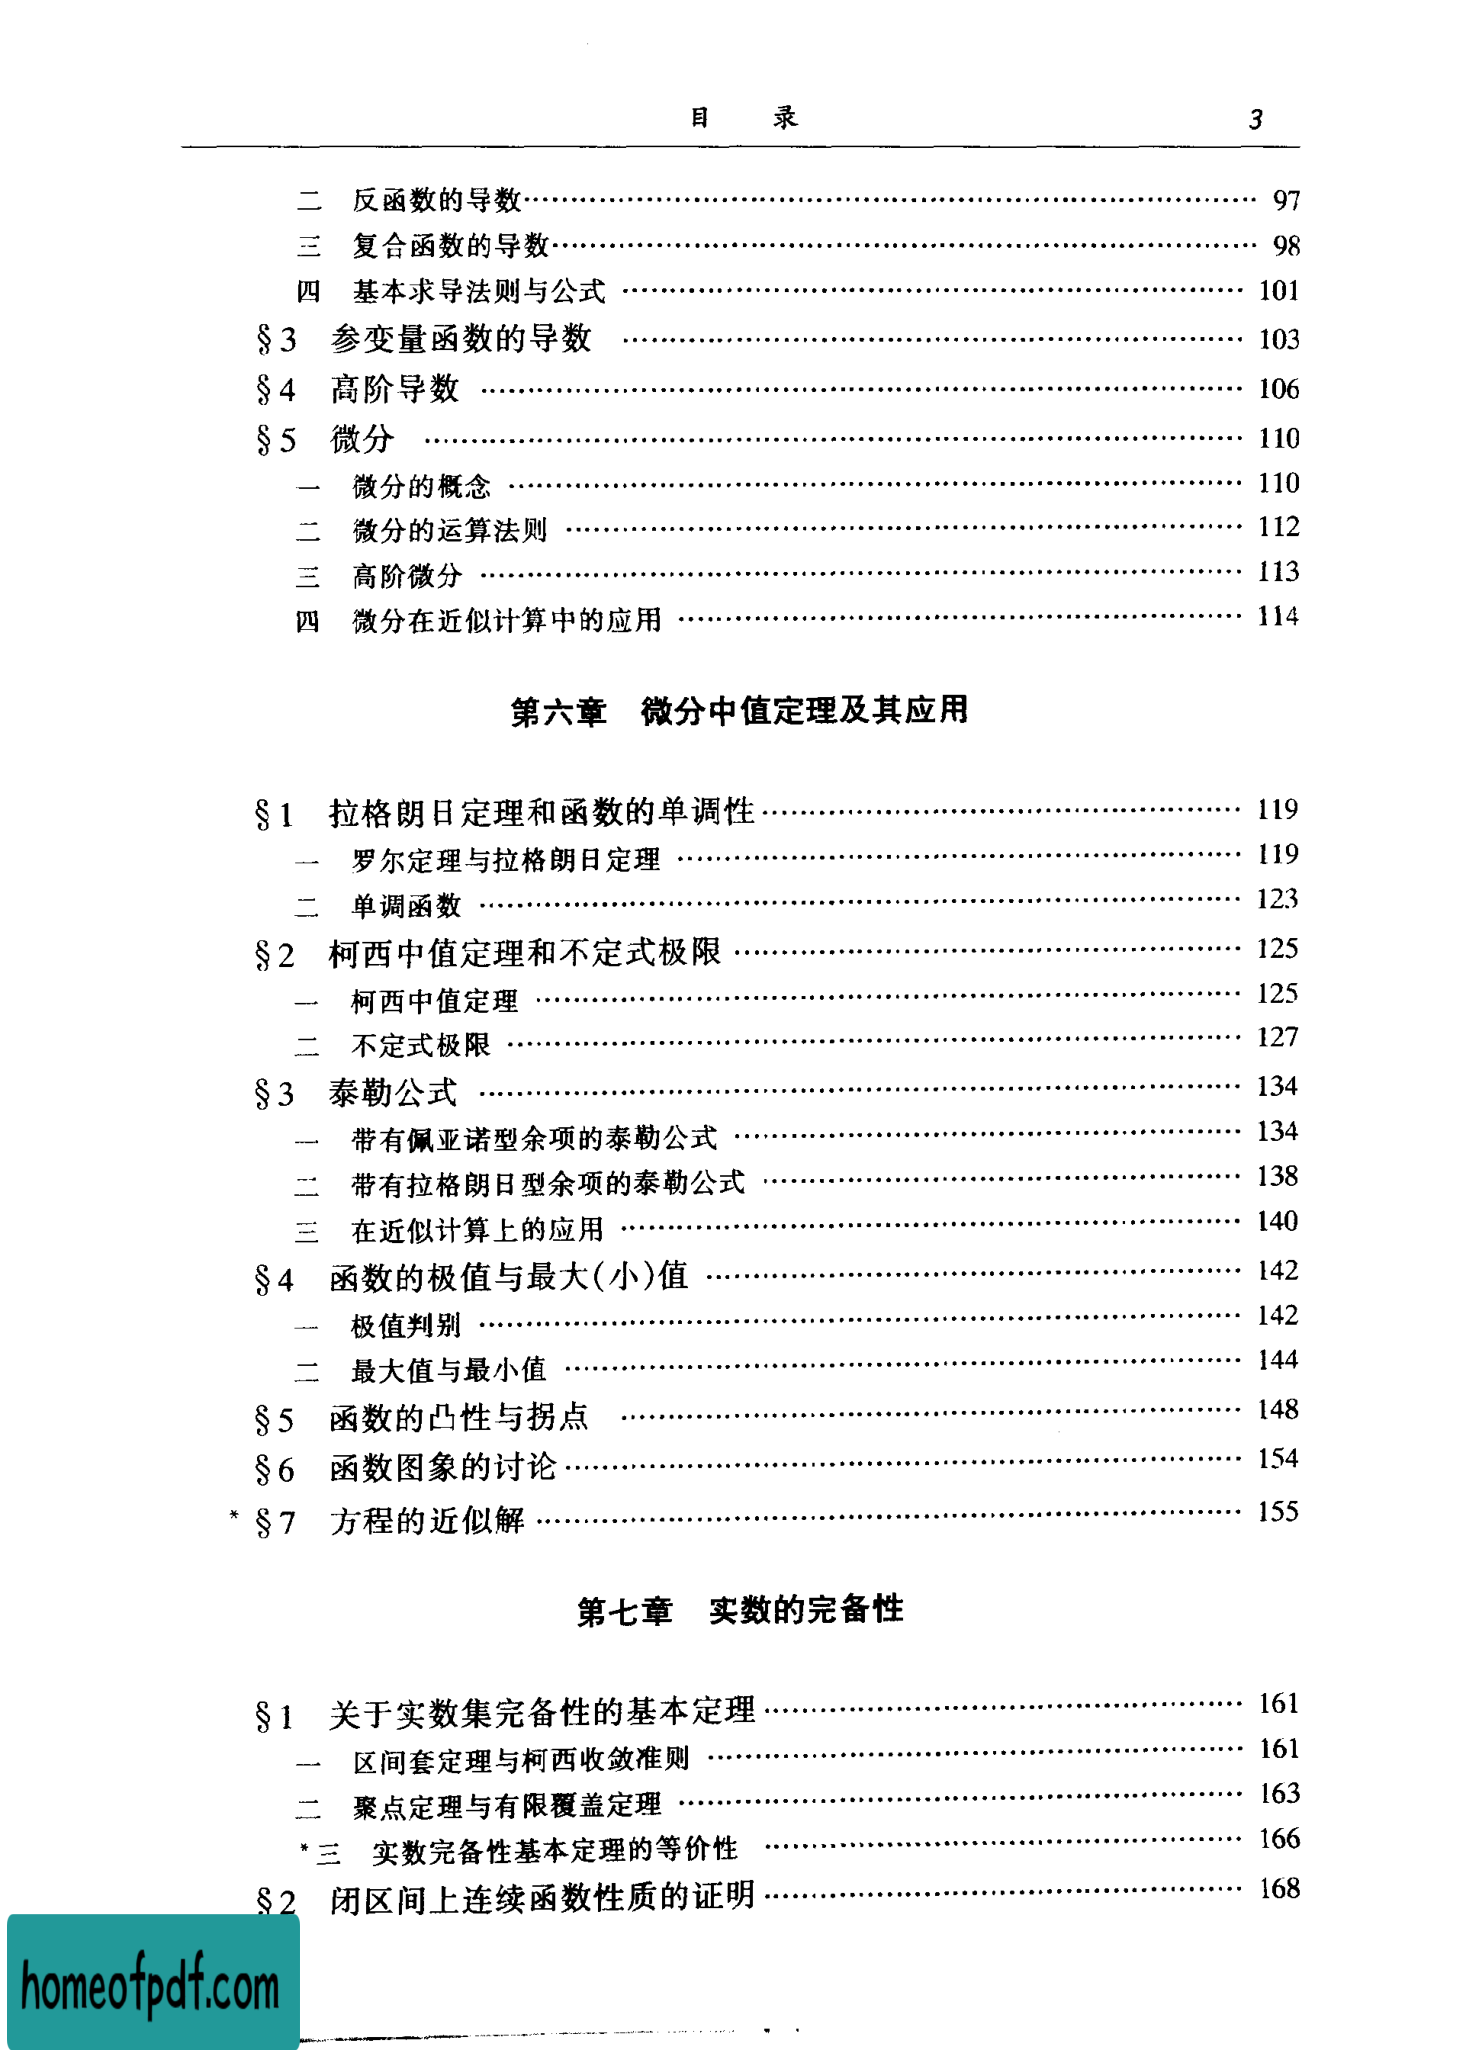 目 录 3
二 反函数的导数 97
三 复合函数的导数 98
四 基本求导法则与公式 101
§3 参变量函数的导数 103
§4 高阶导数 106
§5 微分 110
一 微分的概念 110
二 微分的运算法则 112
三 高阶微分 113
四 微分在近似计算中的应用 114
第六章 微分中值定理及其应用
§1 拉格朗日定理和函数的单调性 119
一 罗尔定理与拉格朗日定理 119
二 单调函数 123
§2 柯西中值定理和不定式极限 125
一 柯西中值定理 125
二 不定式极限 127
§3 泰勒公式 134
一 带有佩亚诺型余项的泰勒公式 134
二 带有拉格朗日型余项的泰勒公式 138
三 在近似计算上的应用 140
§4 函数的极值与最大(小)值 142
一 极值判别 142
二 最大值与最小值 144
§5 函数的凸性与拐点 148
§6 函数图象的讨论 154
*§7 方程的近似解 155
第七章 实数的完备性
§1 关于实数集完备性的基本定理 161
一 区间套定理与柯西收敛准则 161
二 聚点定理与有限覆盖定理 163
*三 实数完备性基本定理的等价性 166
§2 闭区间上连续函数性质的证明 168
homeofpdf.com